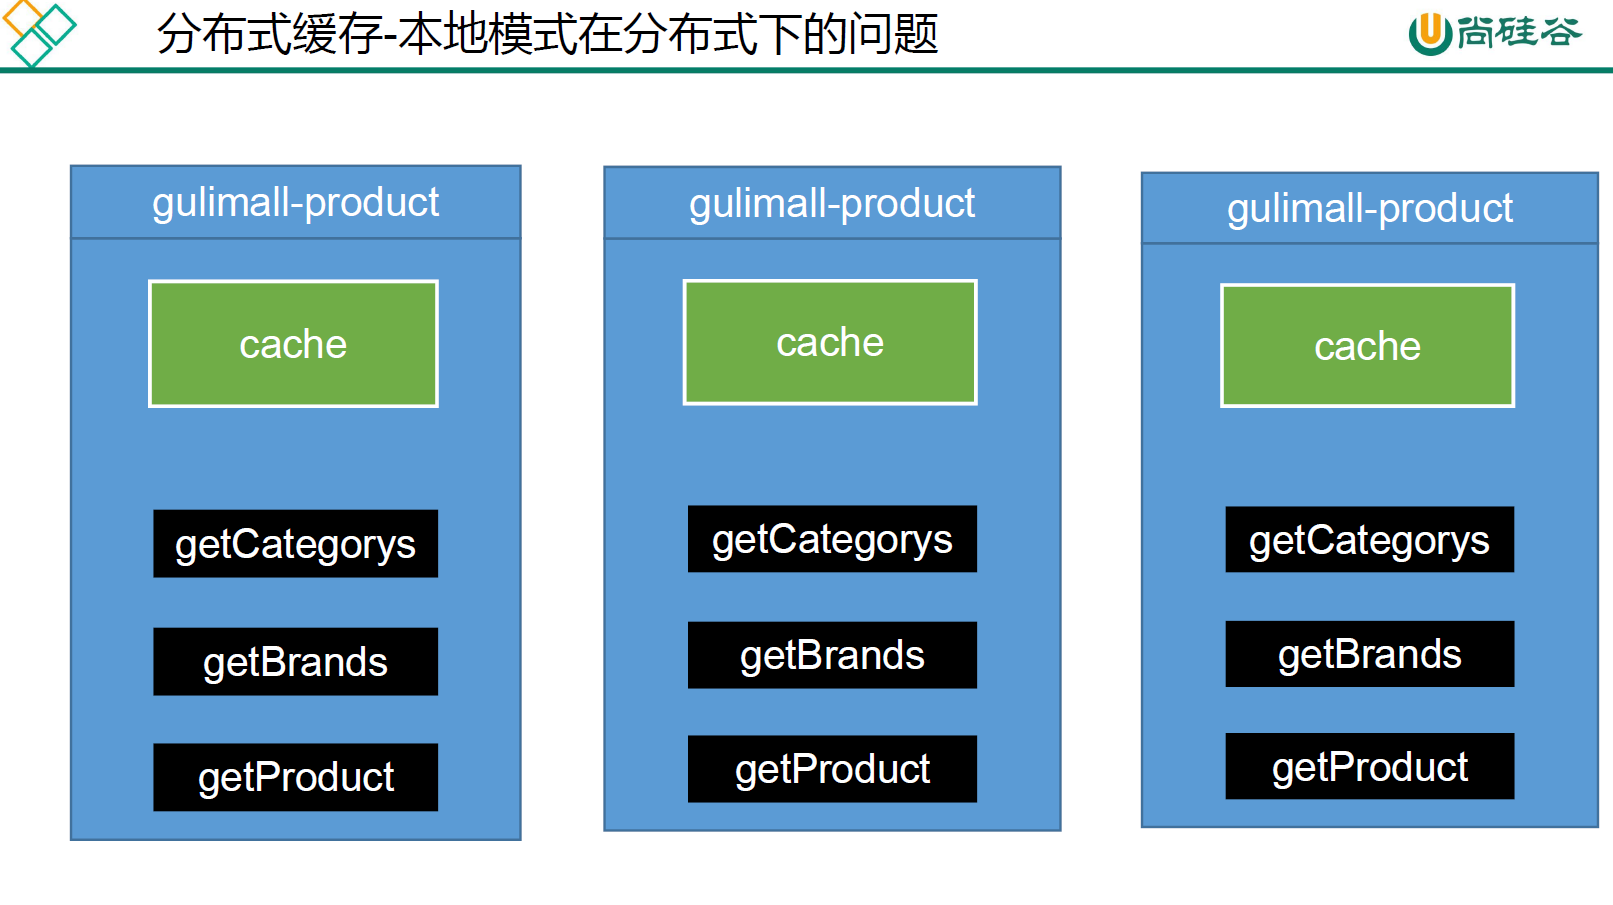 分布式缓存-本地模式在分布式下的问题
尚硅谷
gulimall-product
cache
getCategorys
getBrands
getProduct
gulimall-product
cache
getCategorys
getBrands
getProduct
gulimall-product
cache
getCategorys
getBrands
getProduct